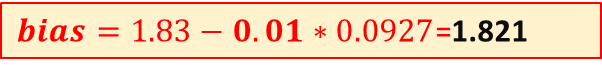 bias = 1.83 − 0.01 * 0.0927=1.821